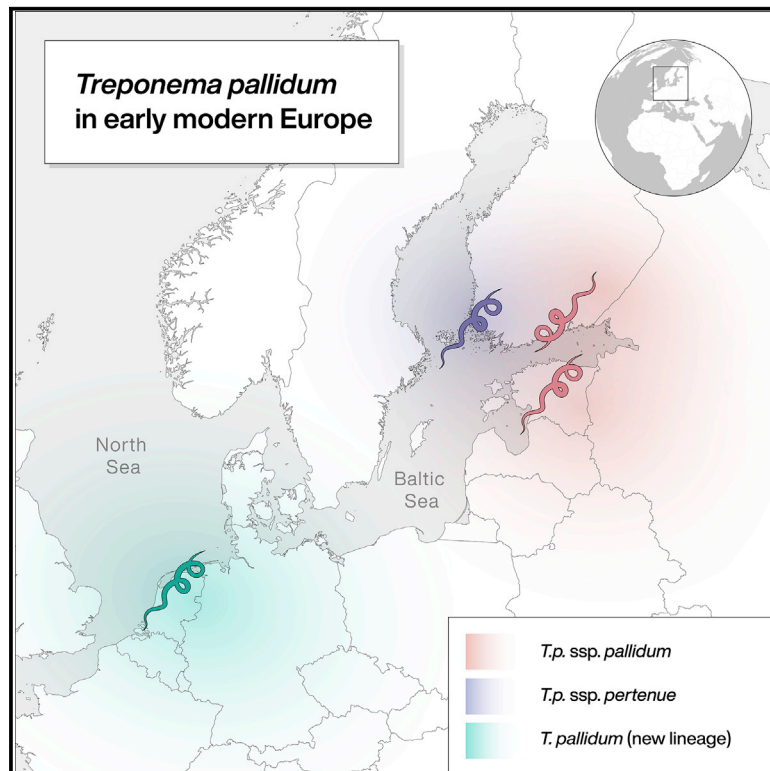 Treponema pallidum
in early modern Europe
North
Sea
Baltic
Sea
T.p. ssp. pallidum
T.p. ssp. pertenue
T. pallidum (new lineage)